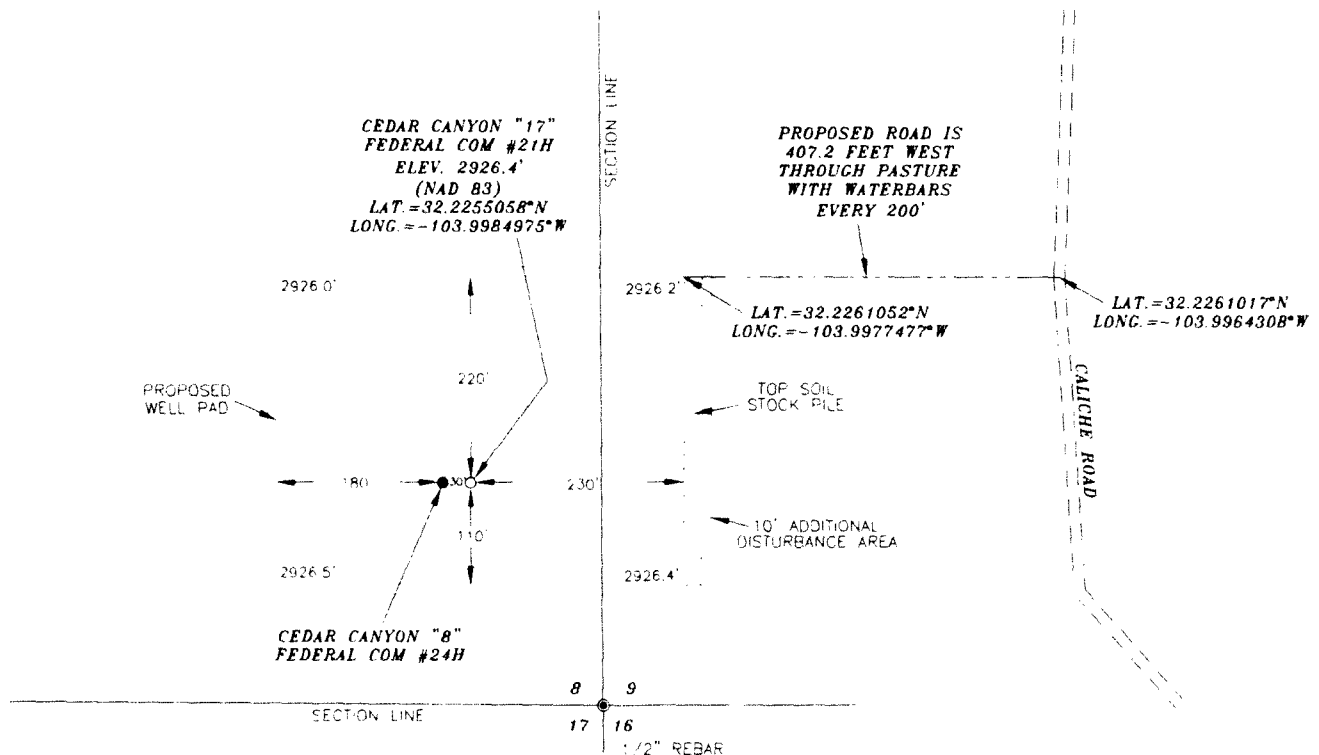 SECTION LINE
CEDAR CANYON "17"
FEDERAL COM #21H
ELEV. 2926.4'
(NAD 83)
LAT.=32.2255058°N
LONG.=-103.9984975°W
PROPOSED ROAD IS
407.2 FEET WEST
THROUGH PASTURE
WITH WATERBARS
EVERY 200'
2926.0'
2926.2'
LAT.=32.2261052°N
LONG.=-103.9977477°W
LAT.=32.2261017°N
LONG.=-103.9964308°W
220'
PROPOSED
WELL PAD
TOP SOIL
STOCK PILE
CALICHE ROAD
180
30'
230'
110'
10' ADDITIONAL
DISTURBANCE AREA
2926.5'
2926.4'
CEDAR CANYON "8"
FEDERAL COM #24H
8 9
SECTION LINE
17 16
1/2" REBAR